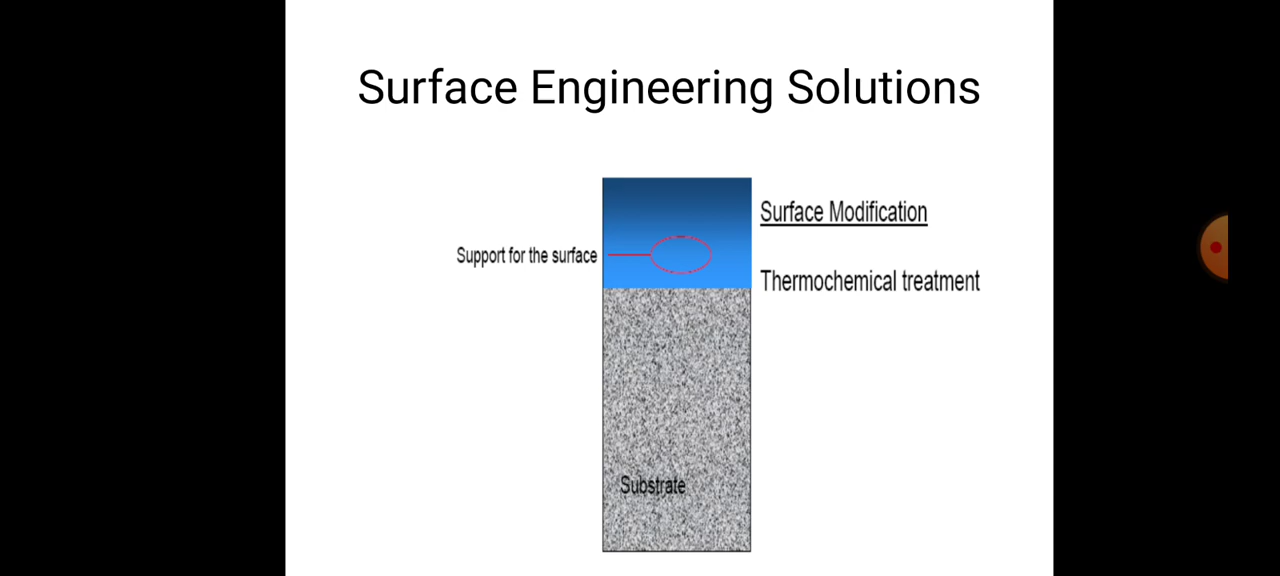 Surface Engineering Solutions
Surface Modification
Support for the surface
Thermochemical treatment
Substrate